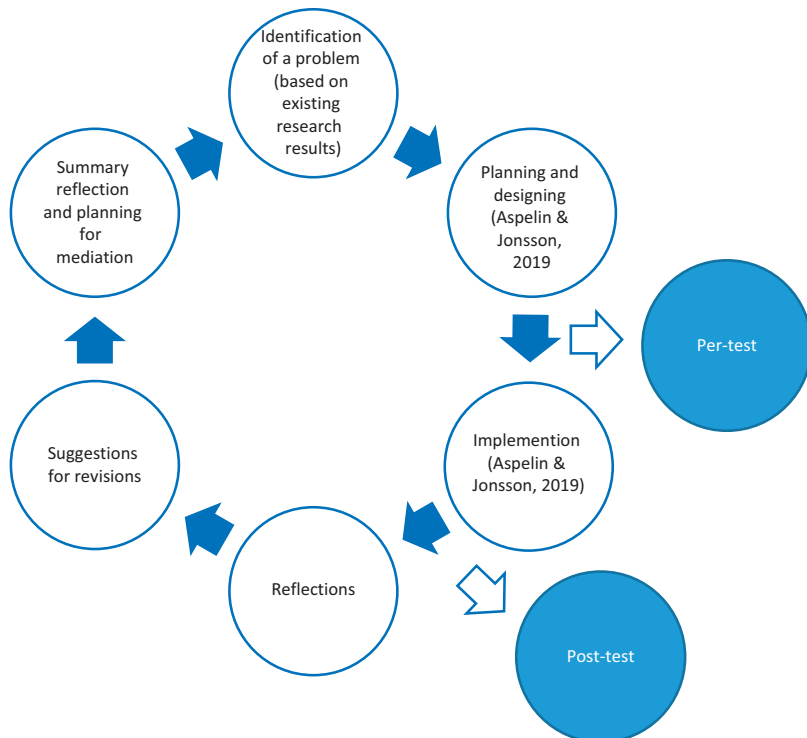 Identification
of a problem
(based on
existing
research
results)
Planning and
designing
(Aspelin &
Jonsson,
2019
Per-test
Implemention
(Aspelin &
Jonsson, 2019)
Post-test
Reflections
Suggestions
for revisions
Summary
reflection
and planning
for
mediation